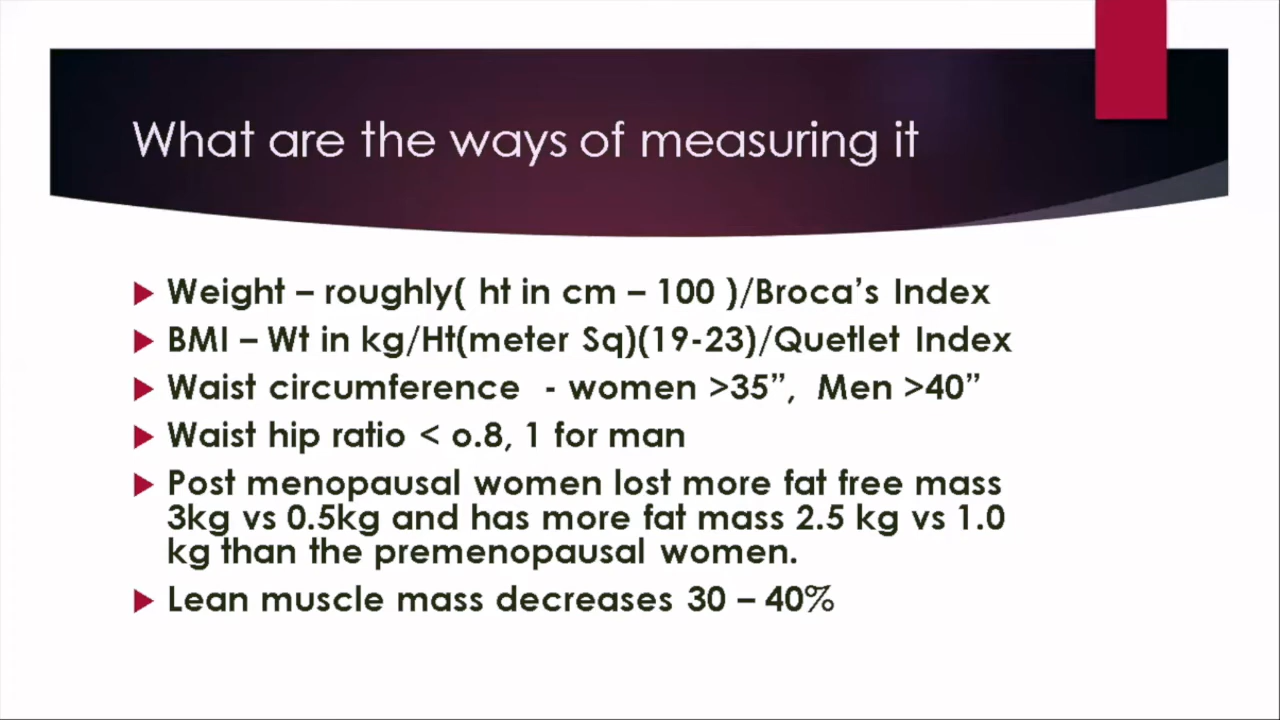 What are the ways of measuring it
Weight – roughly( ht in cm – 100 )/Broca’s Index
BMI – Wt in kg/Ht(meter Sq)(19-23)/Quetlet Index
Waist circumference - women >35”, Men >40”
Waist hip ratio < o.8, 1 for man
Post menopausal women lost more fat free mass
3kg vs 0.5kg and has more fat mass 2.5 kg vs 1.0
kg than the premenopausal women.
Lean muscle mass decreases 30 – 40%